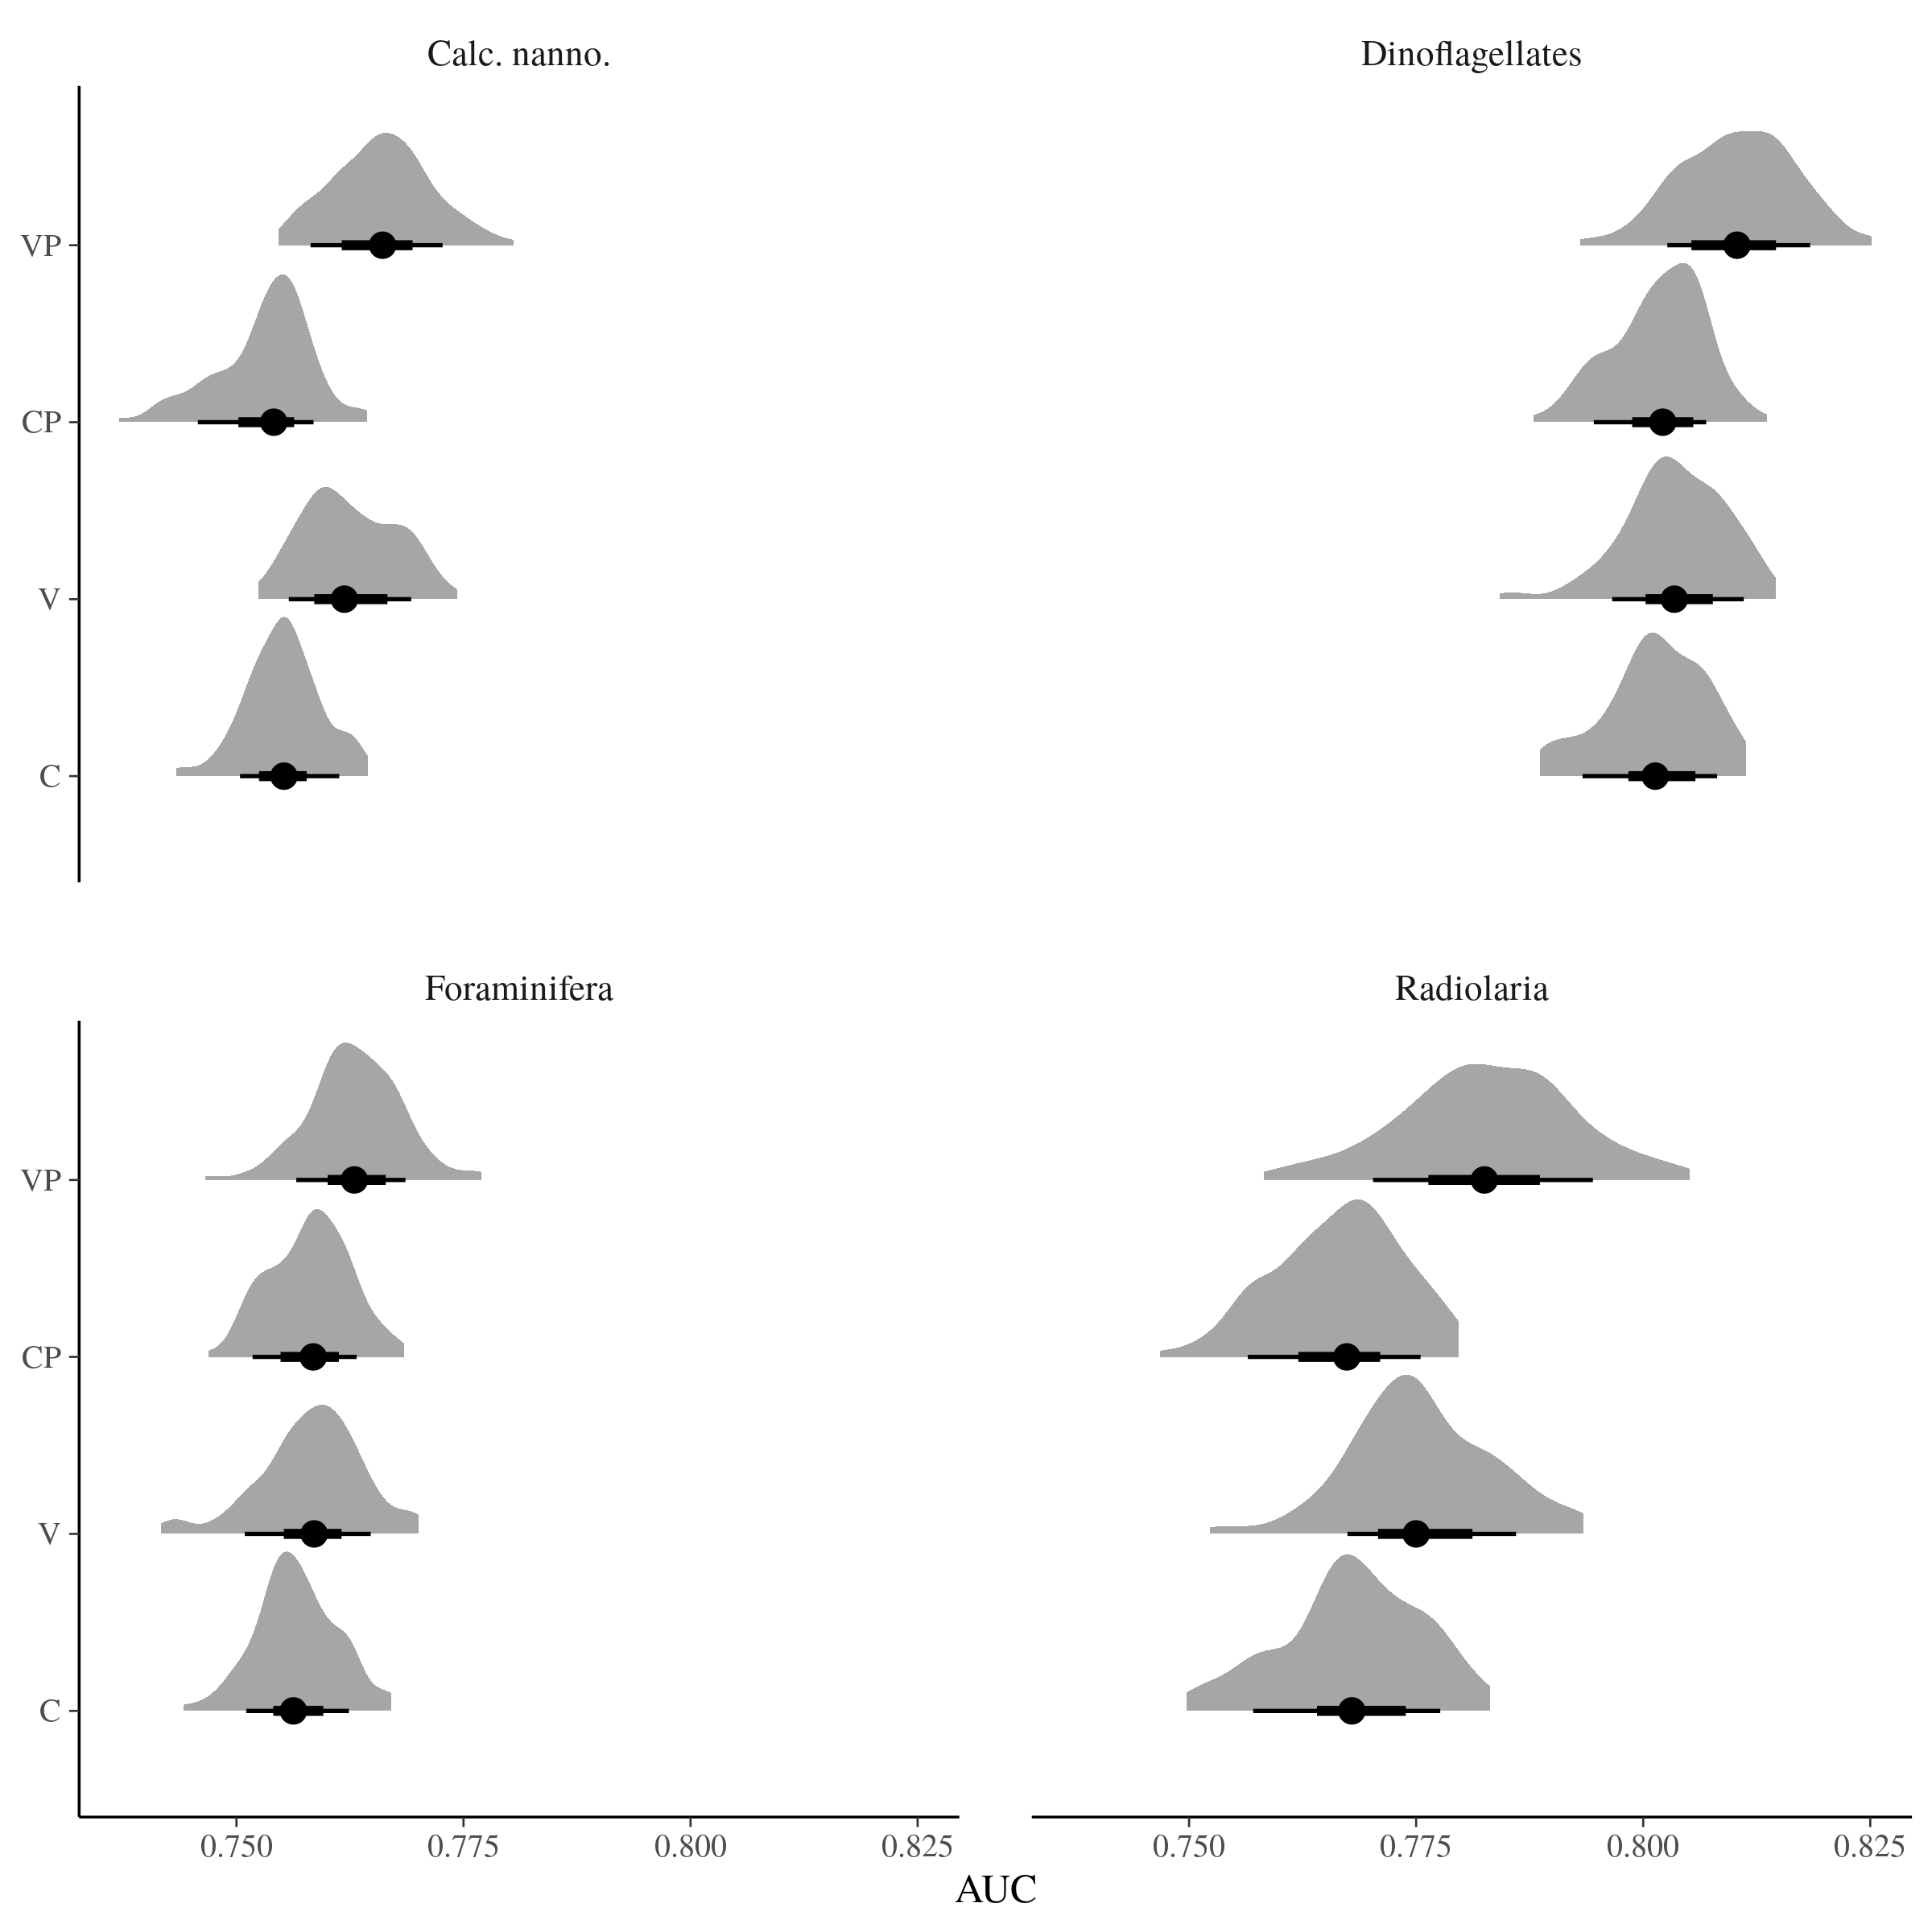 Calc. nanno.
Dinoflagellates
VP
CP
V
C
Foraminifera
Radiolaria
VP
CP
V
C
0.750 0.775 0.800 0.825 0.750 0.775 0.800 0.825
AUC